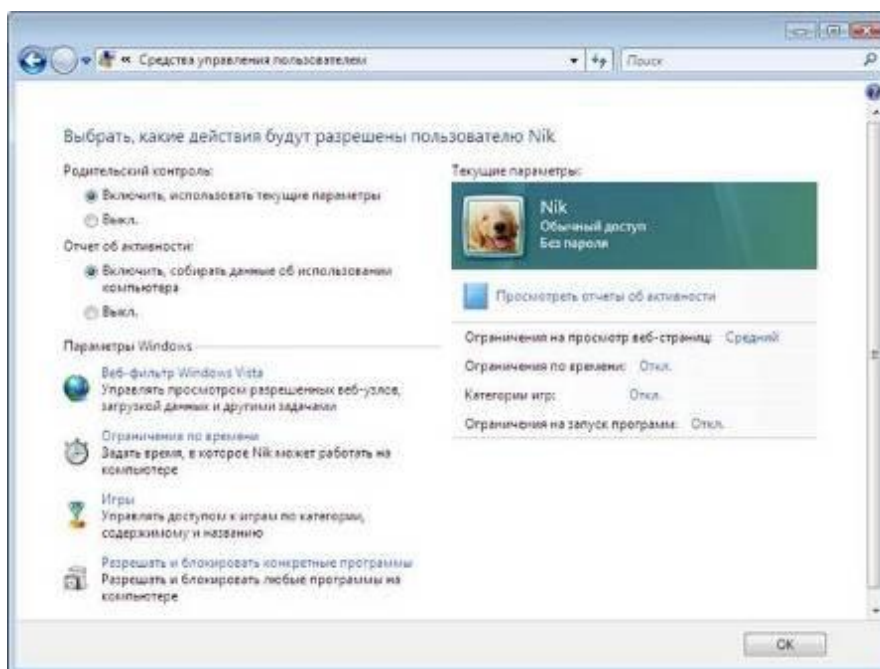 « Средства управления пользователем
Поиск
Выбрать, какие действия будут разрешены пользователю Nik
Родительский контроль:
Включить, использовать текущие параметры
Выкл.
Отчет об активности:
Включить, собирать данные об использовании
компьютера
Выкл.
Параметры Windows
Веб-фильтр Windows Vista
Управлять просмотром разрешенных веб-узлов,
загрузкой данных и другими задачами
Ограничения по времени
Задать время, в которое Nik может работать на
компьютере
Игры
Управлять доступом к играм по категории,
содержимому и названию
Разрешать и блокировать конкретные программы
Разрешать и блокировать любые программы на
компьютере
Текущие параметры:
Nik
Обычный доступ
Без пароля
Просмотреть отчеты об активности
Ограничения на просмотр веб-страниц: Средний
Ограничения по времени: Откл.
Категории игр: Откл.
Ограничения на запуск программ: Откл.
OK